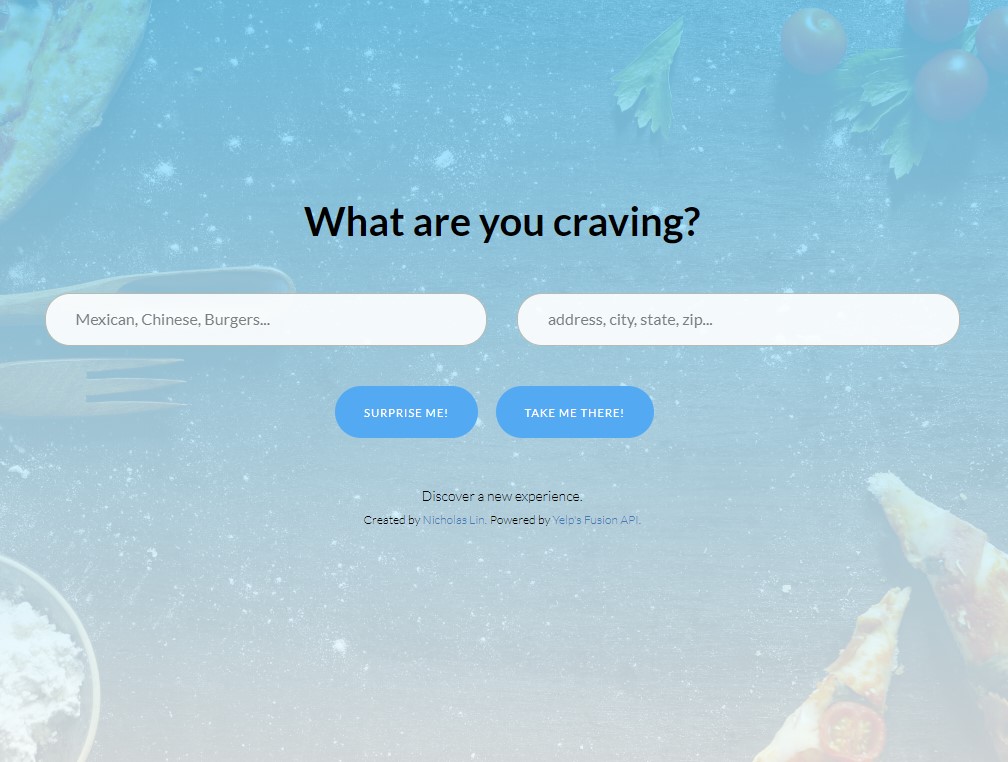 What are you craving?
Mexican, Chinese, Burgers...
address, city, state, zip...
SURPRISE ME!
TAKE ME THERE!
Discover a new experience.
Created by Nicholas Lin. Powered by Yelp's Fusion API.